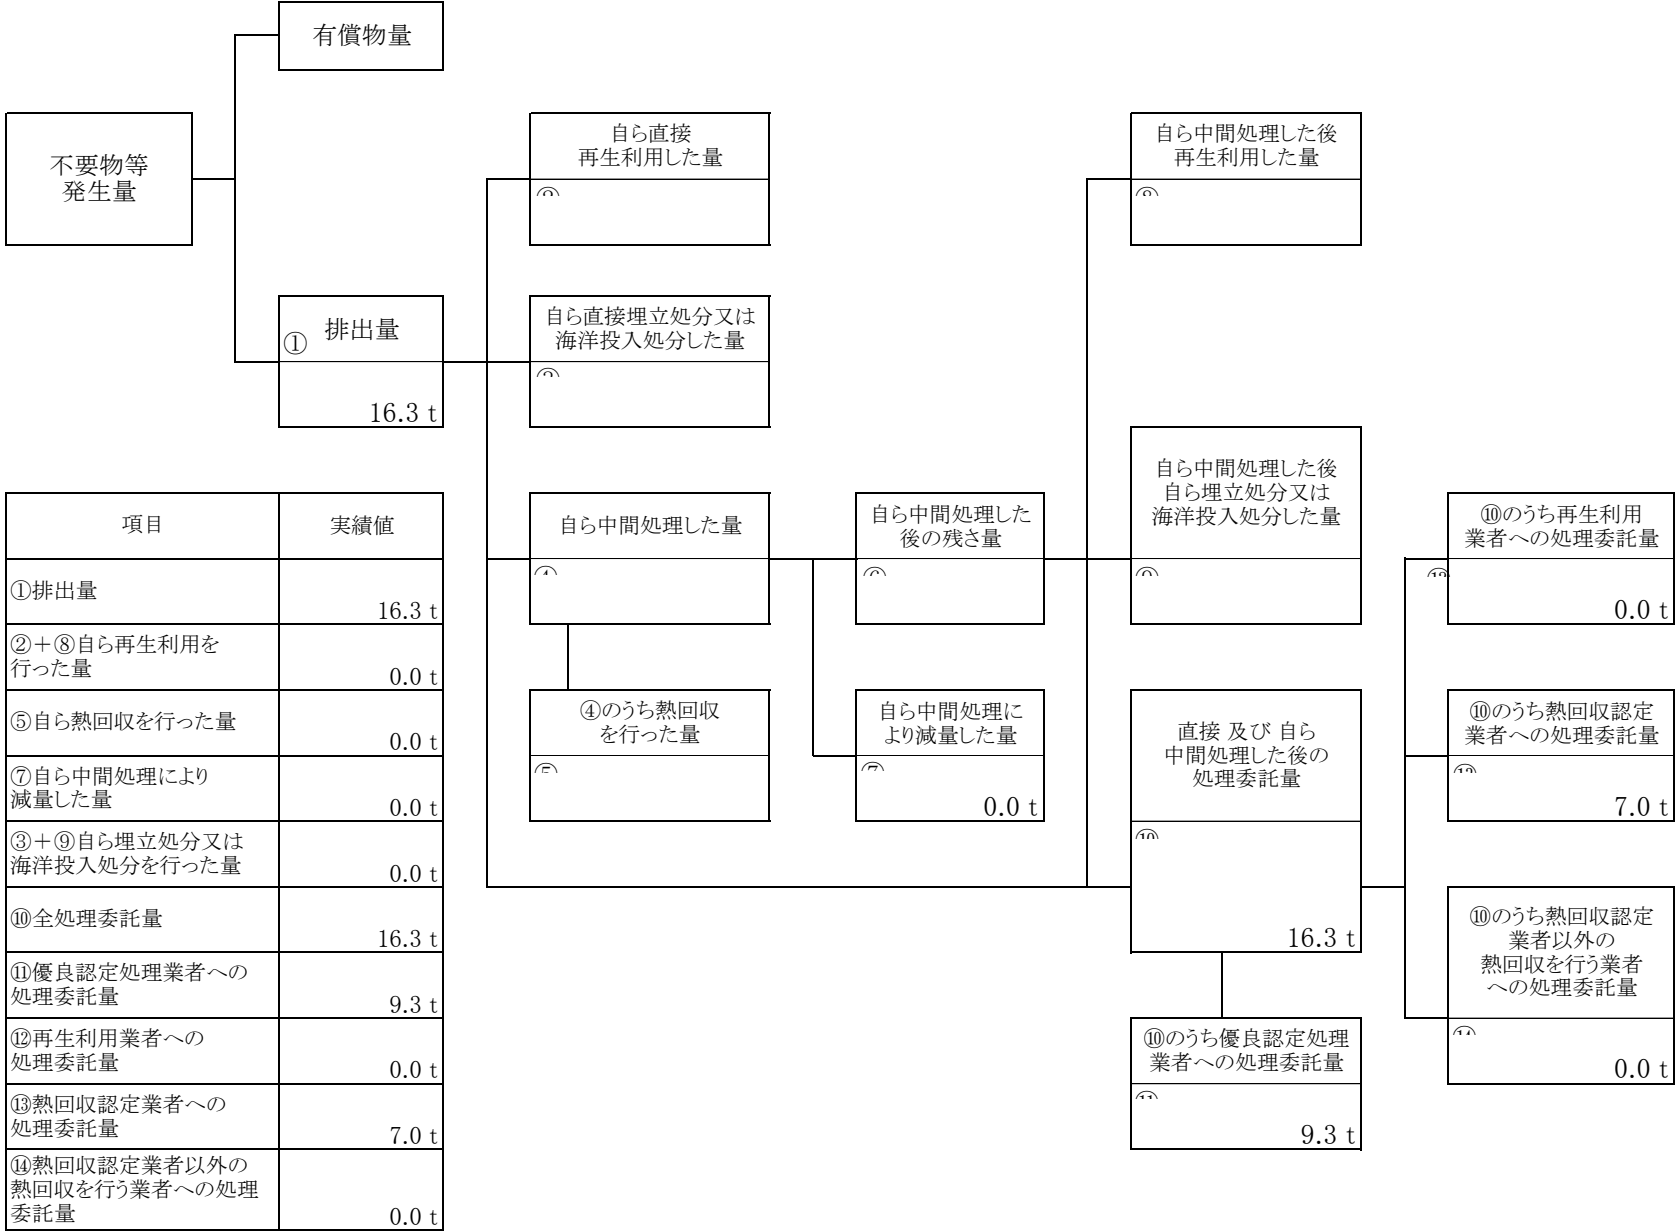 有償物量
不要物等
発生量
自ら直接
再生利用した量
②
自ら中間処理した後
再生利用した量
⑧
排出量
①
16.3 t
自ら直接埋立処分又は
海洋投入処分した量
③
自ら中間処理した量
④
自ら中間処理した
後の残さ量
⑥
自ら中間処理した後
自ら埋立処分又は
海洋投入処分した量
⑨
⑩のうち再生利用
業者への処理委託量
⑫
0.0 t
④のうち熱回収
を行った量
⑤
自ら中間処理に
より減量した量
⑦
0.0 t
直接 及び 自ら
中間処理した後の
処理委託量
⑩
16.3 t
⑩のうち熱回収認定
業者への処理委託量
⑬
7.0 t
⑩のうち熱回収認定
業者以外の
熱回収を行う業者
への処理委託量
⑭
0.0 t
⑩のうち優良認定処理
業者への処理委託量
⑪
9.3 t
項目 実績値
①排出量
16.3 t
②+⑧自ら再生利用を
行った量
0.0 t
⑤自ら熱回収を行った量
0.0 t
⑦自ら中間処理により
減量した量
0.0 t
③+⑨自ら埋立処分又は
海洋投入処分を行った量
0.0 t
⑩全処理委託量
16.3 t
⑪優良認定処理業者への
処理委託量
9.3 t
⑫再生利用業者への
処理委託量
0.0 t
⑬熱回収認定業者への
処理委託量
7.0 t
⑭熱回収認定業者以外の
熱回収を行う業者への処理
委託量
0.0 t